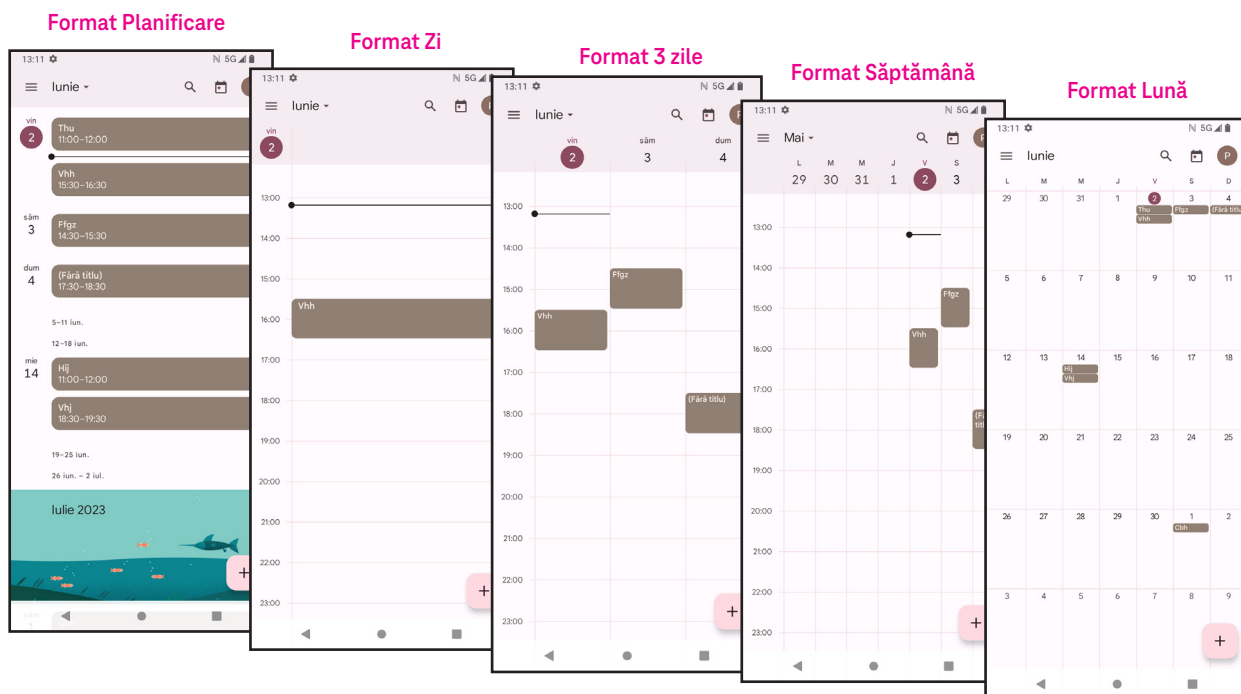 Format Planificare
13:11
5G
Iunie
vin
2
Thu
11:00–12:00
Vhh
15:30–16:30
sâm
3
Ffgz
14:30–15:30
dum
4
(Fără titlu)
17:30–18:30
5–11 iun.
12–18 iun.
mie
14
Hij
11:00–12:00
Vhj
18:30–19:30
19–25 iun.
26 iun. – 2 iul.
Iulie 2023
1
+
Format Zi
13:11
5G
Iunie
vin
2
13:00
14:00
15:00
Vhh
16:00
17:00
18:00
19:00
20:00
21:00
22:00
23:00
+
Format 3 zile
13:11
5G
Iunie
vin sâm dum
2 3 4
13:00
14:00
Ffgz
15:00
Vhh
16:00
17:00
(Fără titlu)
18:00
19:00
20:00
21:00
22:00
23:00
+
Format Săptămână
13:11
5G
Mai
P
L M M J V S
29 30 31 1 2 3
13:00
14:00
Ffgz
15:00
Vhh
16:00
17:00
18:00
19:00
20:00
21:00
22:00
23:00
+
Format Lună
13:11
5G
Iunie
P
L M M J V S D
29 30 31 1 2 3 4
Thu Ffgz (Fără titlu
Vhh
5 6 7 8 9 10 11
12 13 14 15 16 17 18
Hij
Vhj
19 20 21 22 23 24 25
26 27 28 29 30 1 2
Cbh
3 4 5 6 7 8 9
+